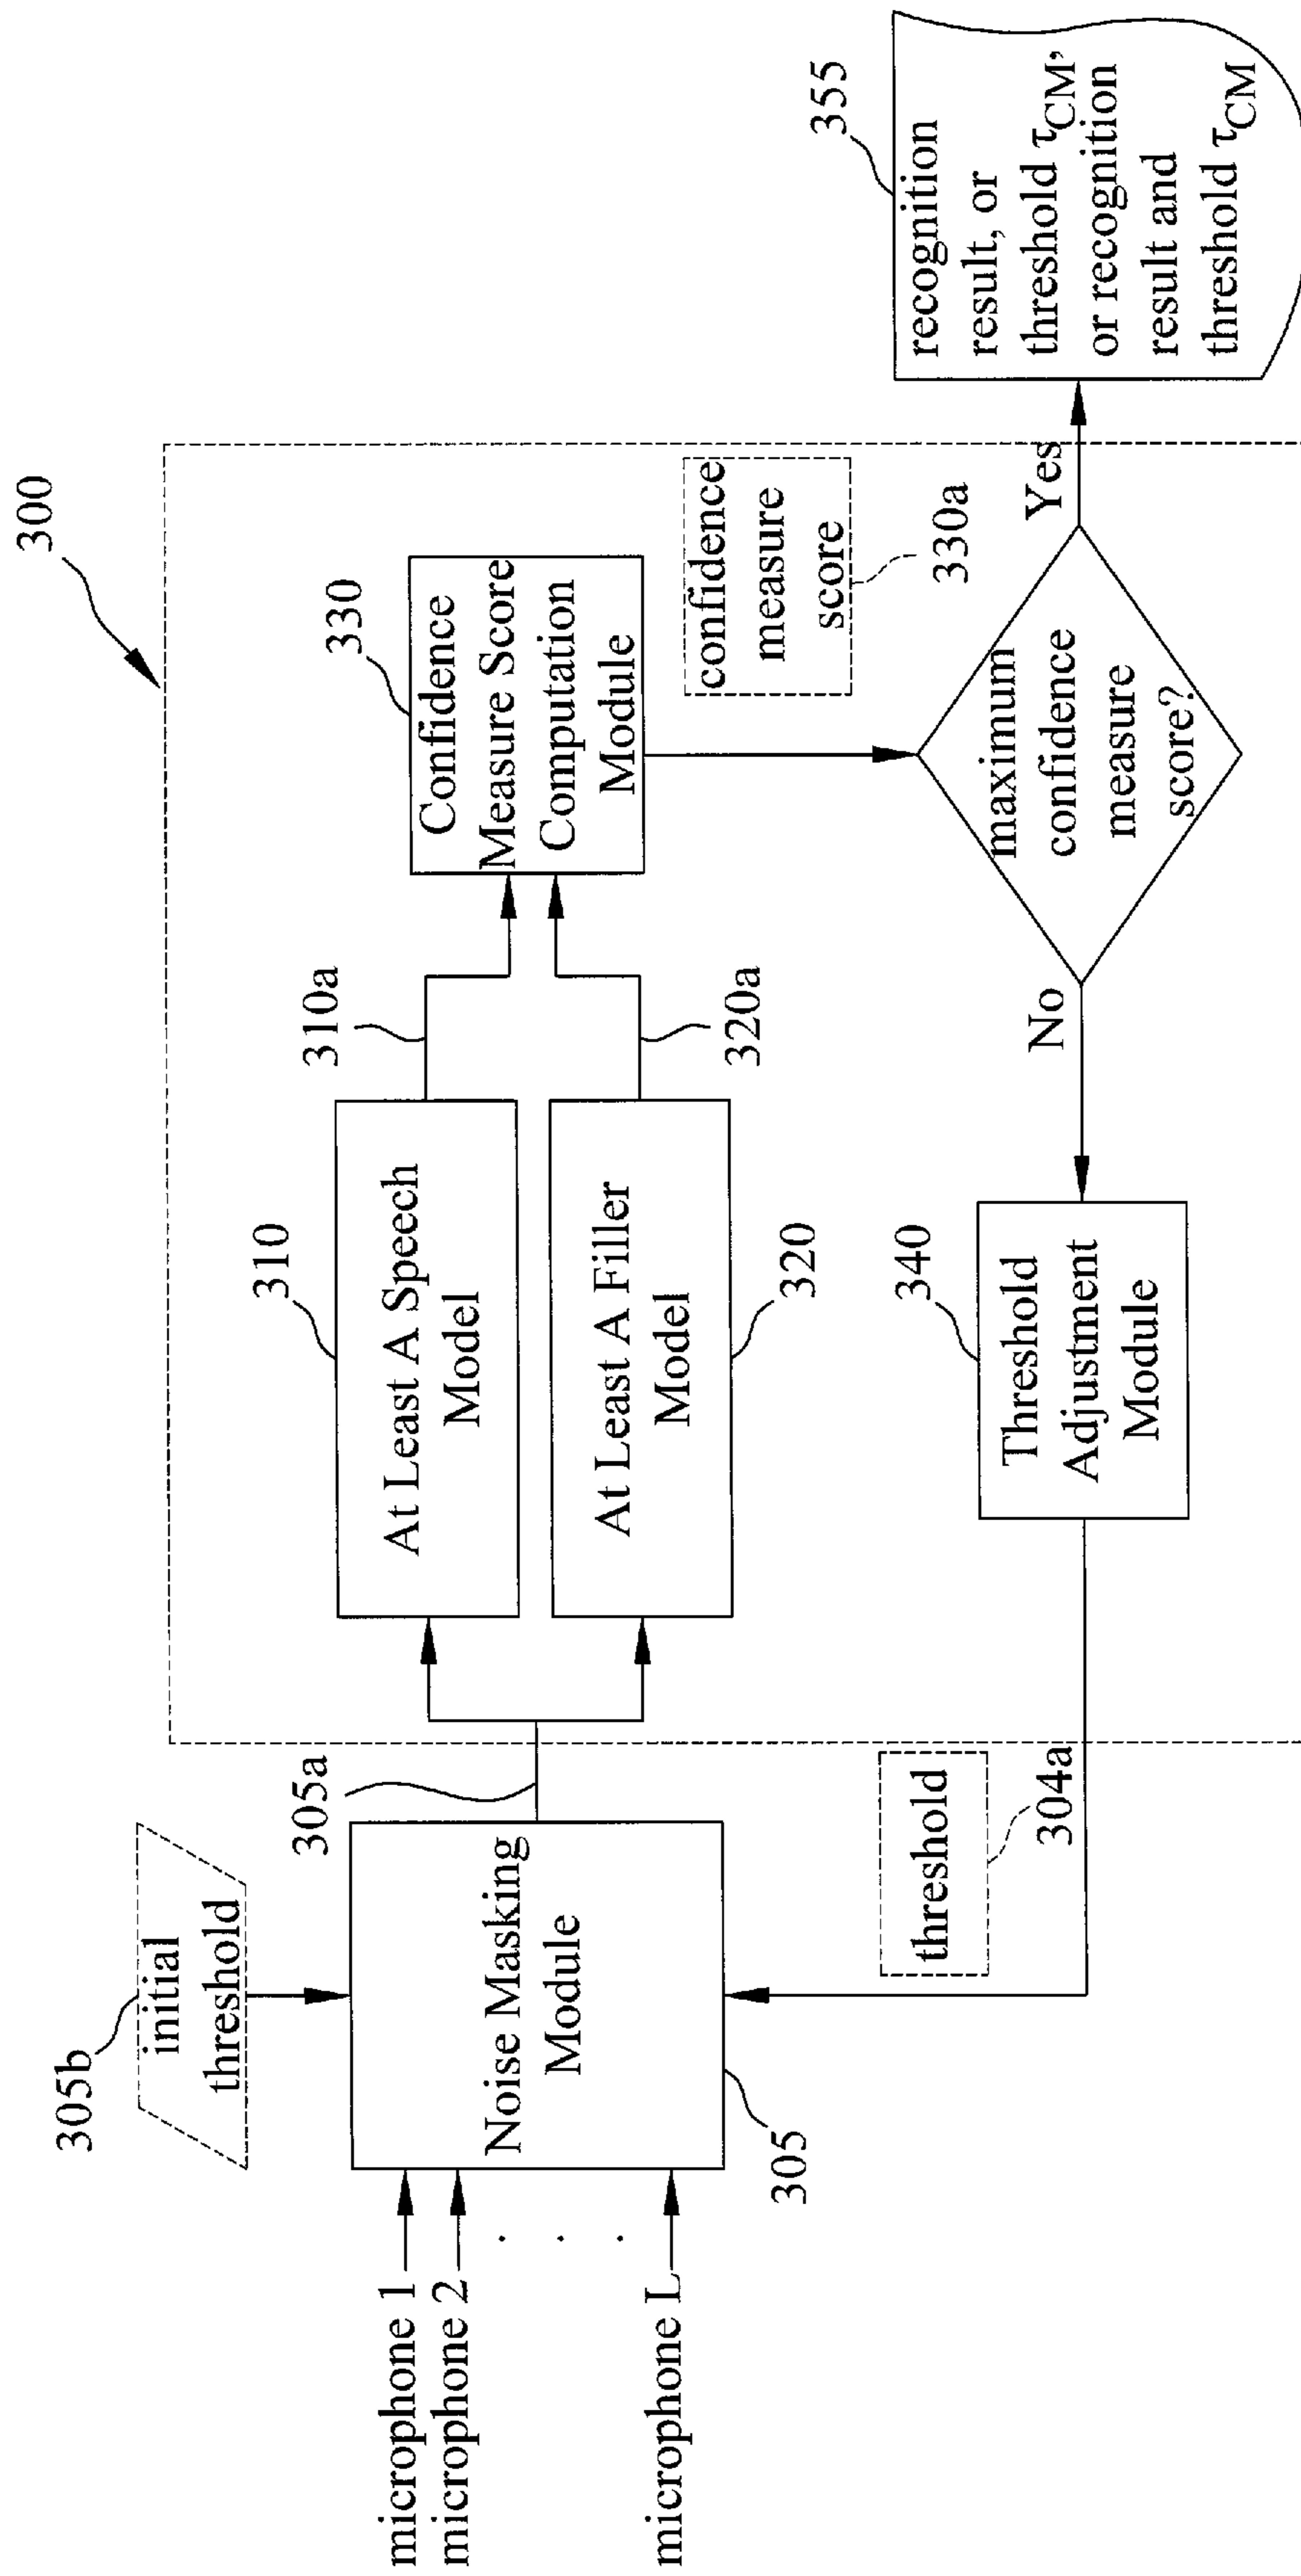 300
305b
initial
threshold
microphone 1
microphone 2
.
.
.
microphone L
Noise Masking
Module
305
305a
310
At Least A Speech
Model
310a
At Least A Filler
Model
320
320a
330
Confidence
Measure Score
Computation
Module
confidence
measure
score
330a
maximum
confidence
measure
score?
Yes
No
340
Threshold
Adjustment
Module
threshold
304a
355
recognition
result, or
threshold τCM,
or recognition
result and
threshold τCM